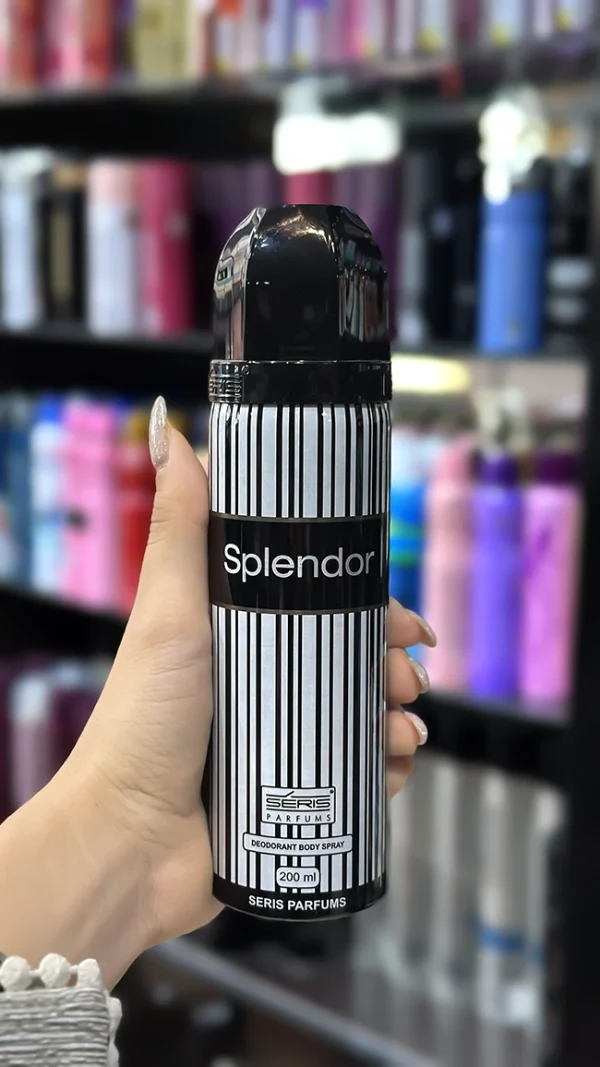 Splendor
SERIS
PARFUMS
DEODORANT BODY SPRAY
200 ml
SERIS PARFUMS